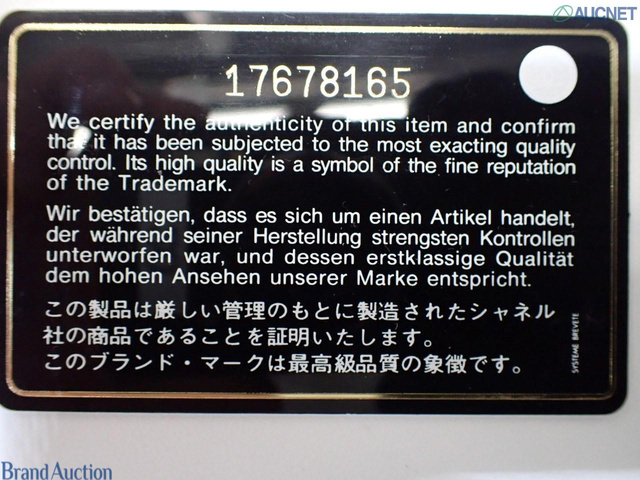 AUCNET
17678165
We certify the authenticity of this item and confirm
that it has been subjected to the most exacting quality
control. Its high quality is a symbol of the fine reputation
of the Trademark.
Wir bestätigen, dass es sich um einen Artikel handelt,
der während seiner Herstellung strengsten Kontrollen
unterworfen war, und dessen erstklassige Qualität
dem hohen Ansehen unserer Marke entspricht.
この製品は厳しい管理のもとに製造されたシャネル
社の商品であることを証明いたします。
このブランド・マークは最高級品質の象徴です。
SYSTEME BREVETE
Brand Auction